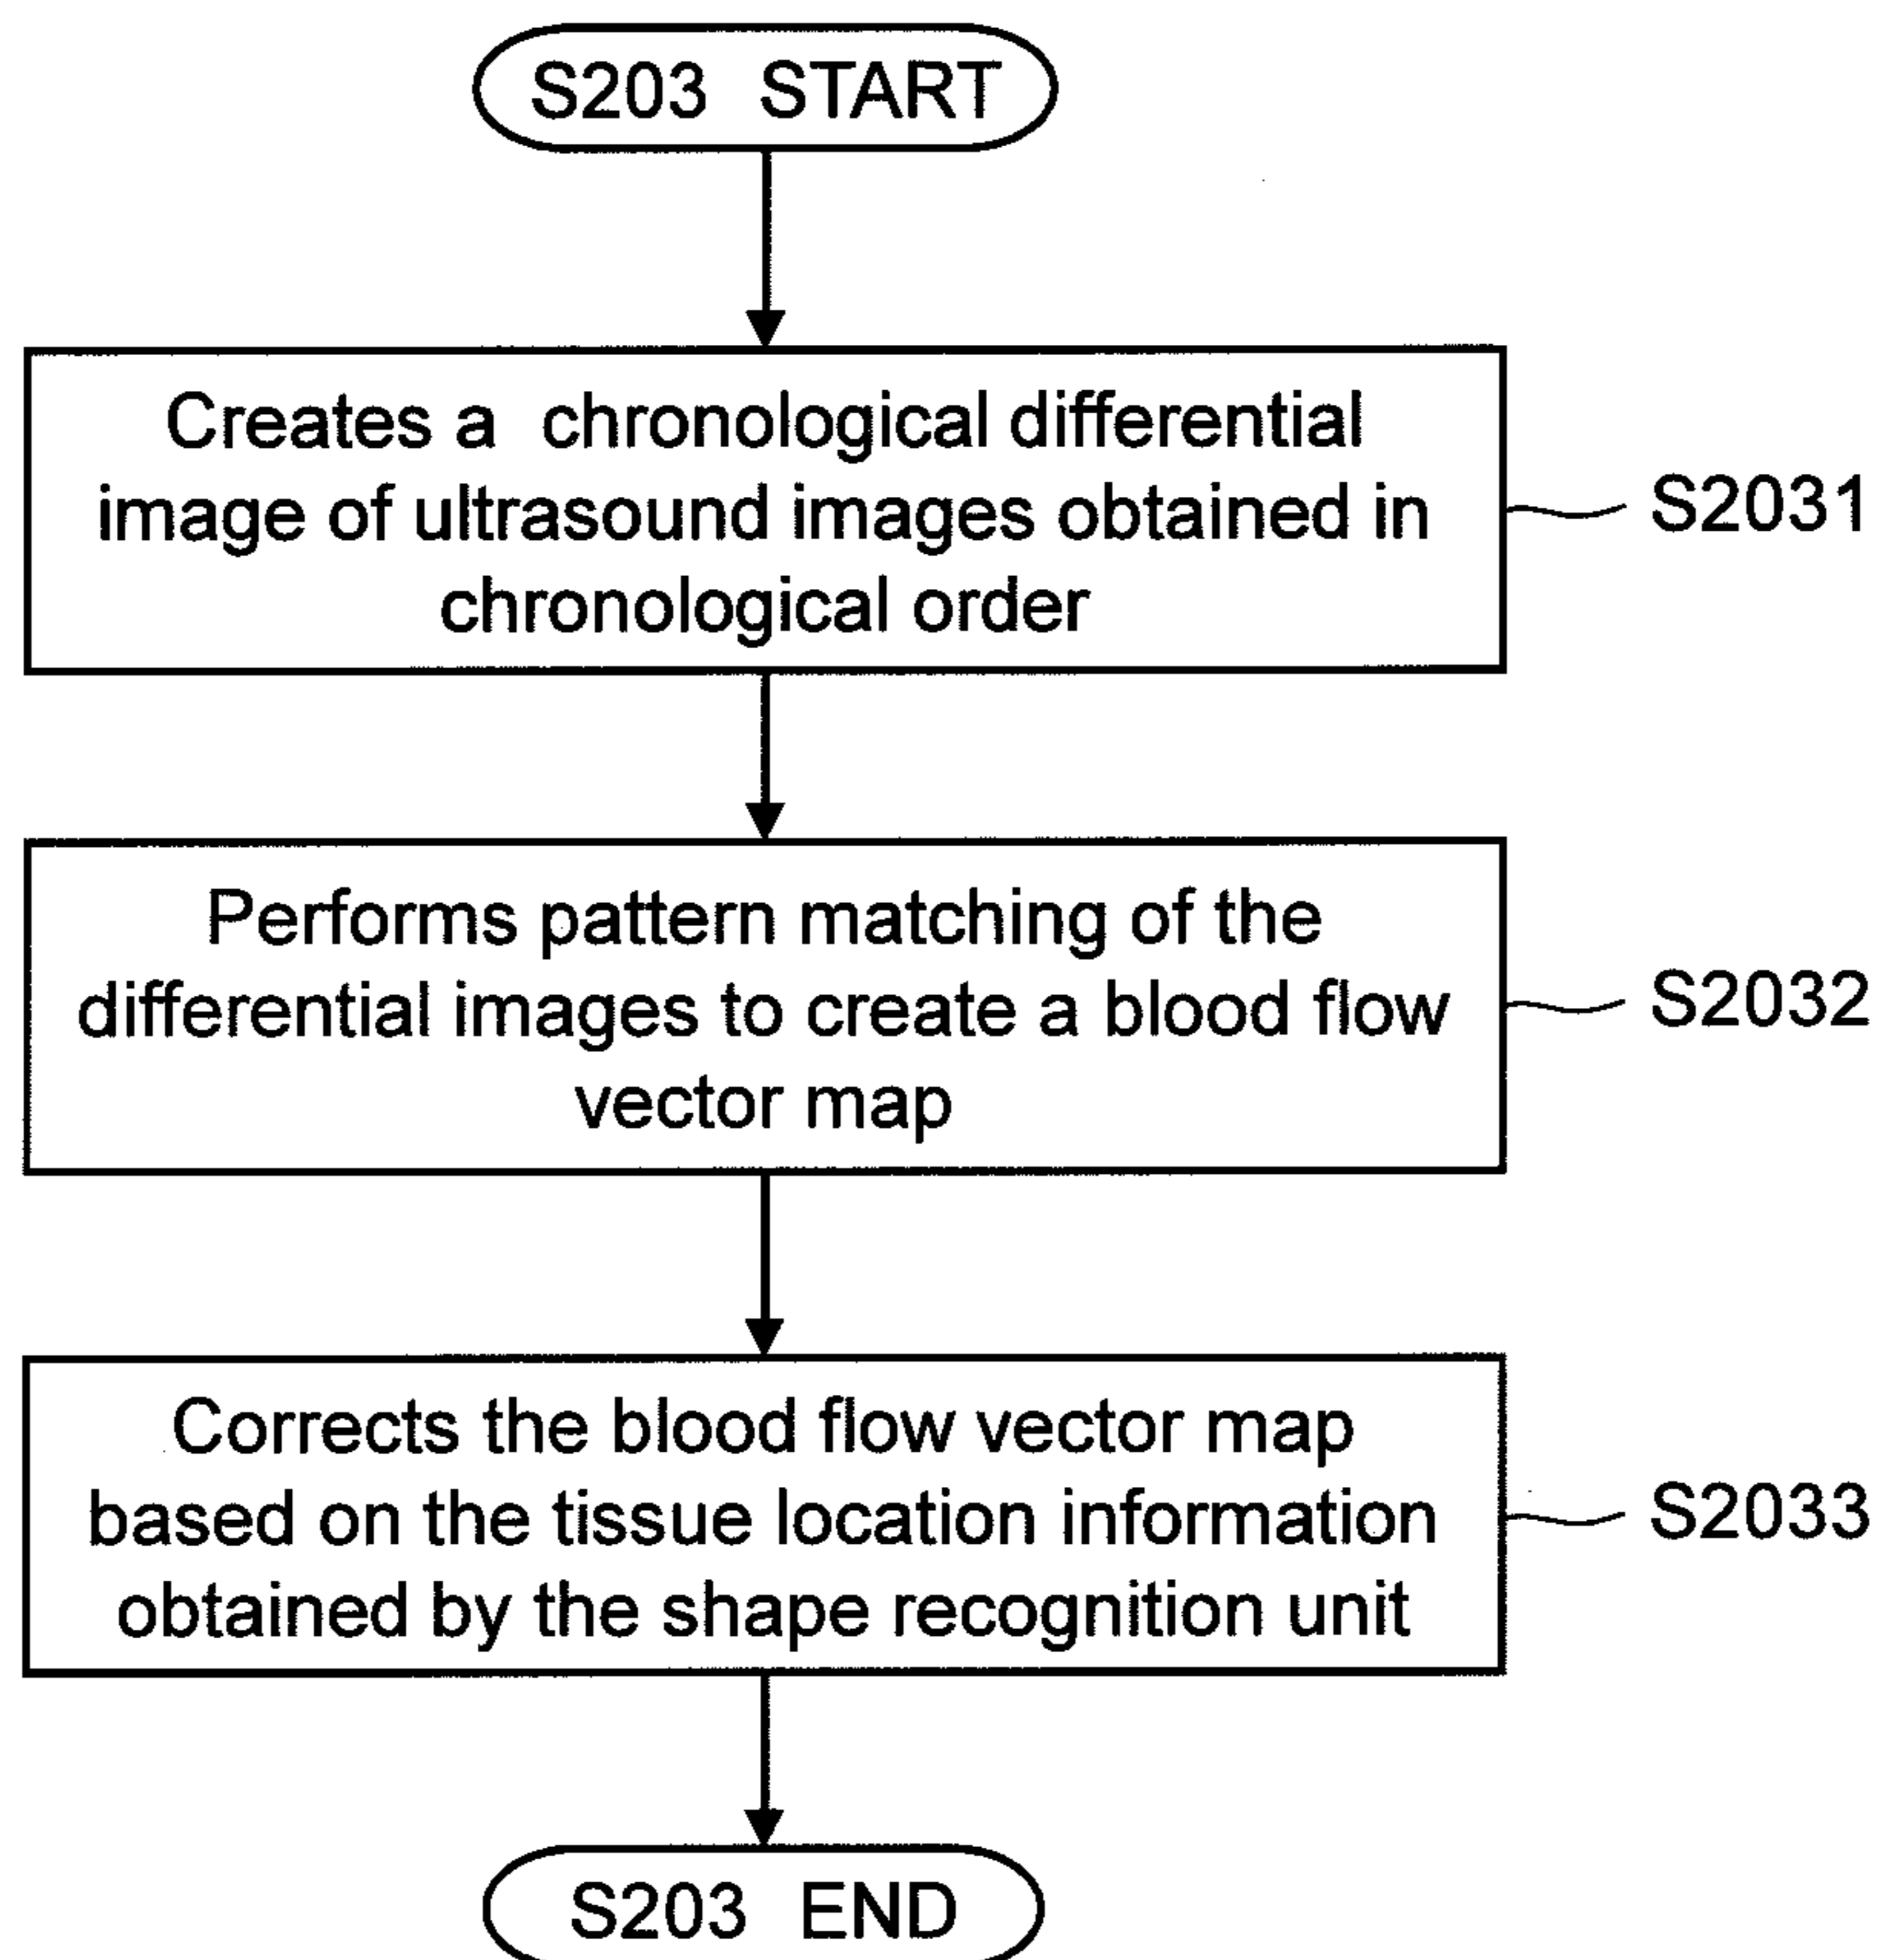 S203 START
Creates a chronological differential
image of ultrasound images obtained in
chronological order
S2031
Performs pattern matching of the
differential images to create a blood flow
vector map
S2032
Corrects the blood flow vector map
based on the tissue location information
obtained by the shape recognition unit
S2033
S203 END